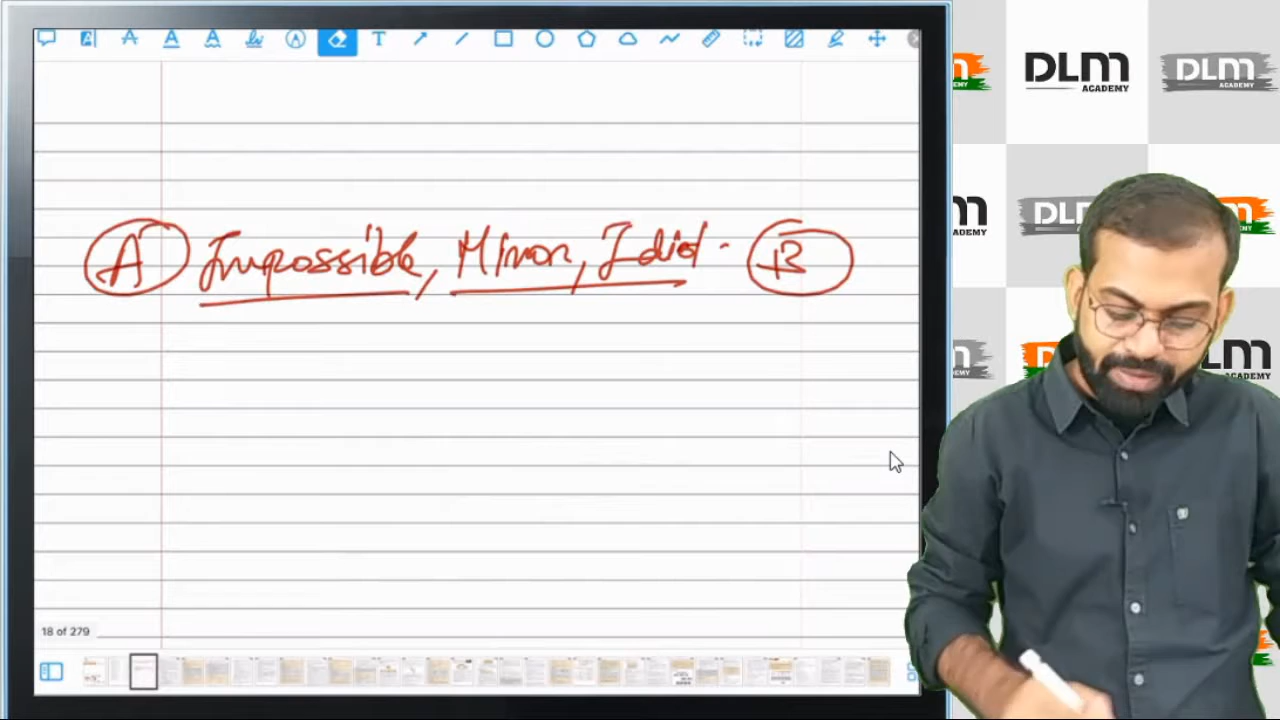 DLM ACADEMY DLM ACADEMY
A Impossible, Minor, Idiot. B
18 of 279